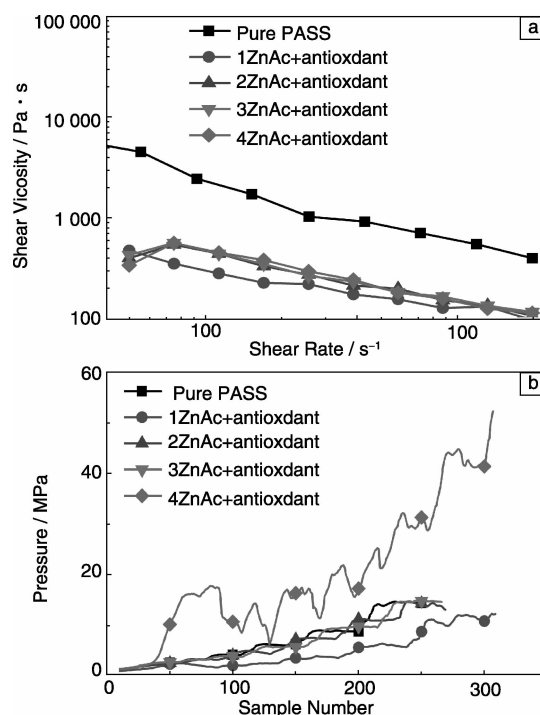 a
100 000
10 000
1 000
100
Shear Vicosity / Pa·s
Pure PASS
1ZnAc+antioxdant
2ZnAc+antioxdant
3ZnAc+antioxdant
4ZnAc+antioxdant
100
100
Shear Rate / s⁻¹
b
60
40
20
0
Pressure / MPa
Pure PASS
1ZnAc+antioxdant
2ZnAc+antioxdant
3ZnAc+antioxdant
4ZnAc+antioxdant
0
100
200
300
Sample Number